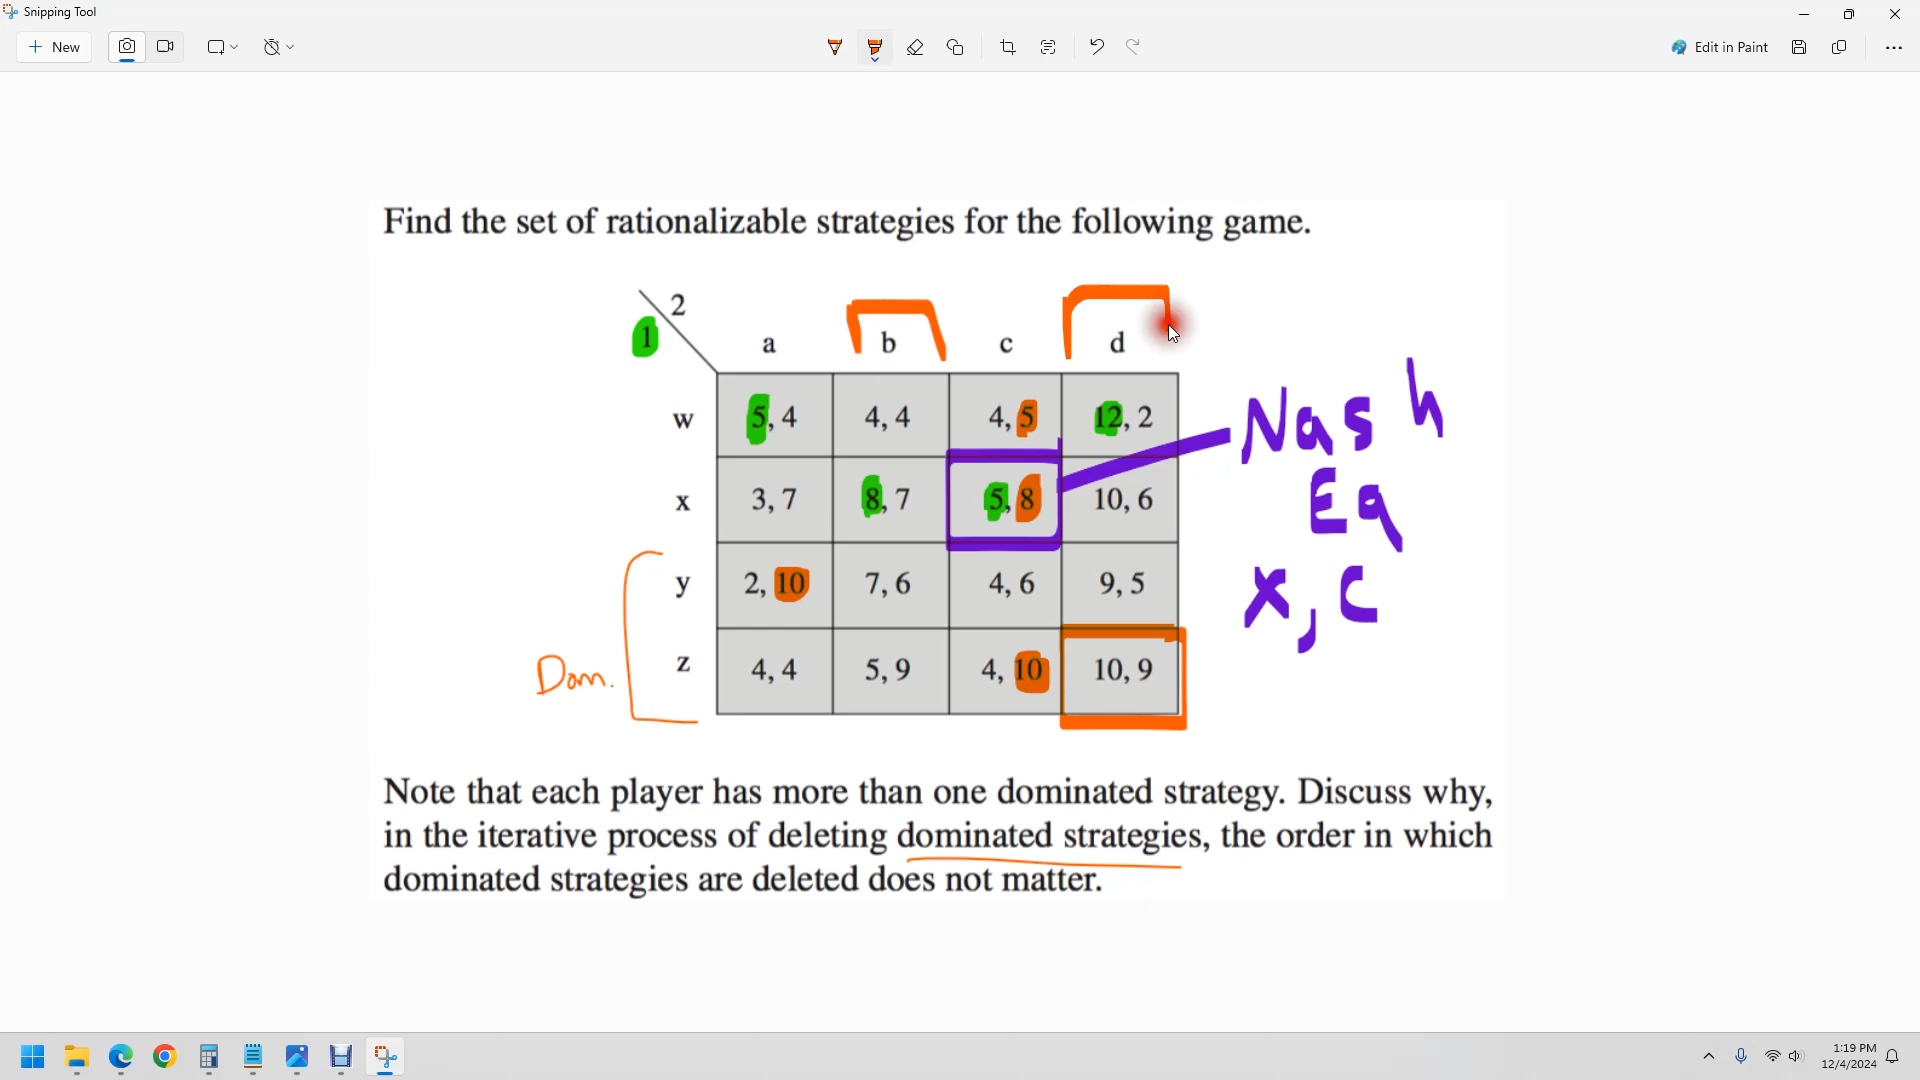 Snipping Tool
New
Edit in Paint
Find the set of rationalizable strategies for the following game.
2
1
a b c d
w 5, 4 4, 4 4, 5 12, 2
x 3, 7 8, 7 5, 8 10, 6
y 2, 10 7, 6 4, 6 9, 5
z 4, 4 5, 9 4, 10 10, 9
Dom.
Nash
Eq
x, c
Note that each player has more than one dominated strategy. Discuss why,
in the iterative process of deleting dominated strategies, the order in which
dominated strategies are deleted does not matter.
1:19 PM
12/4/2024